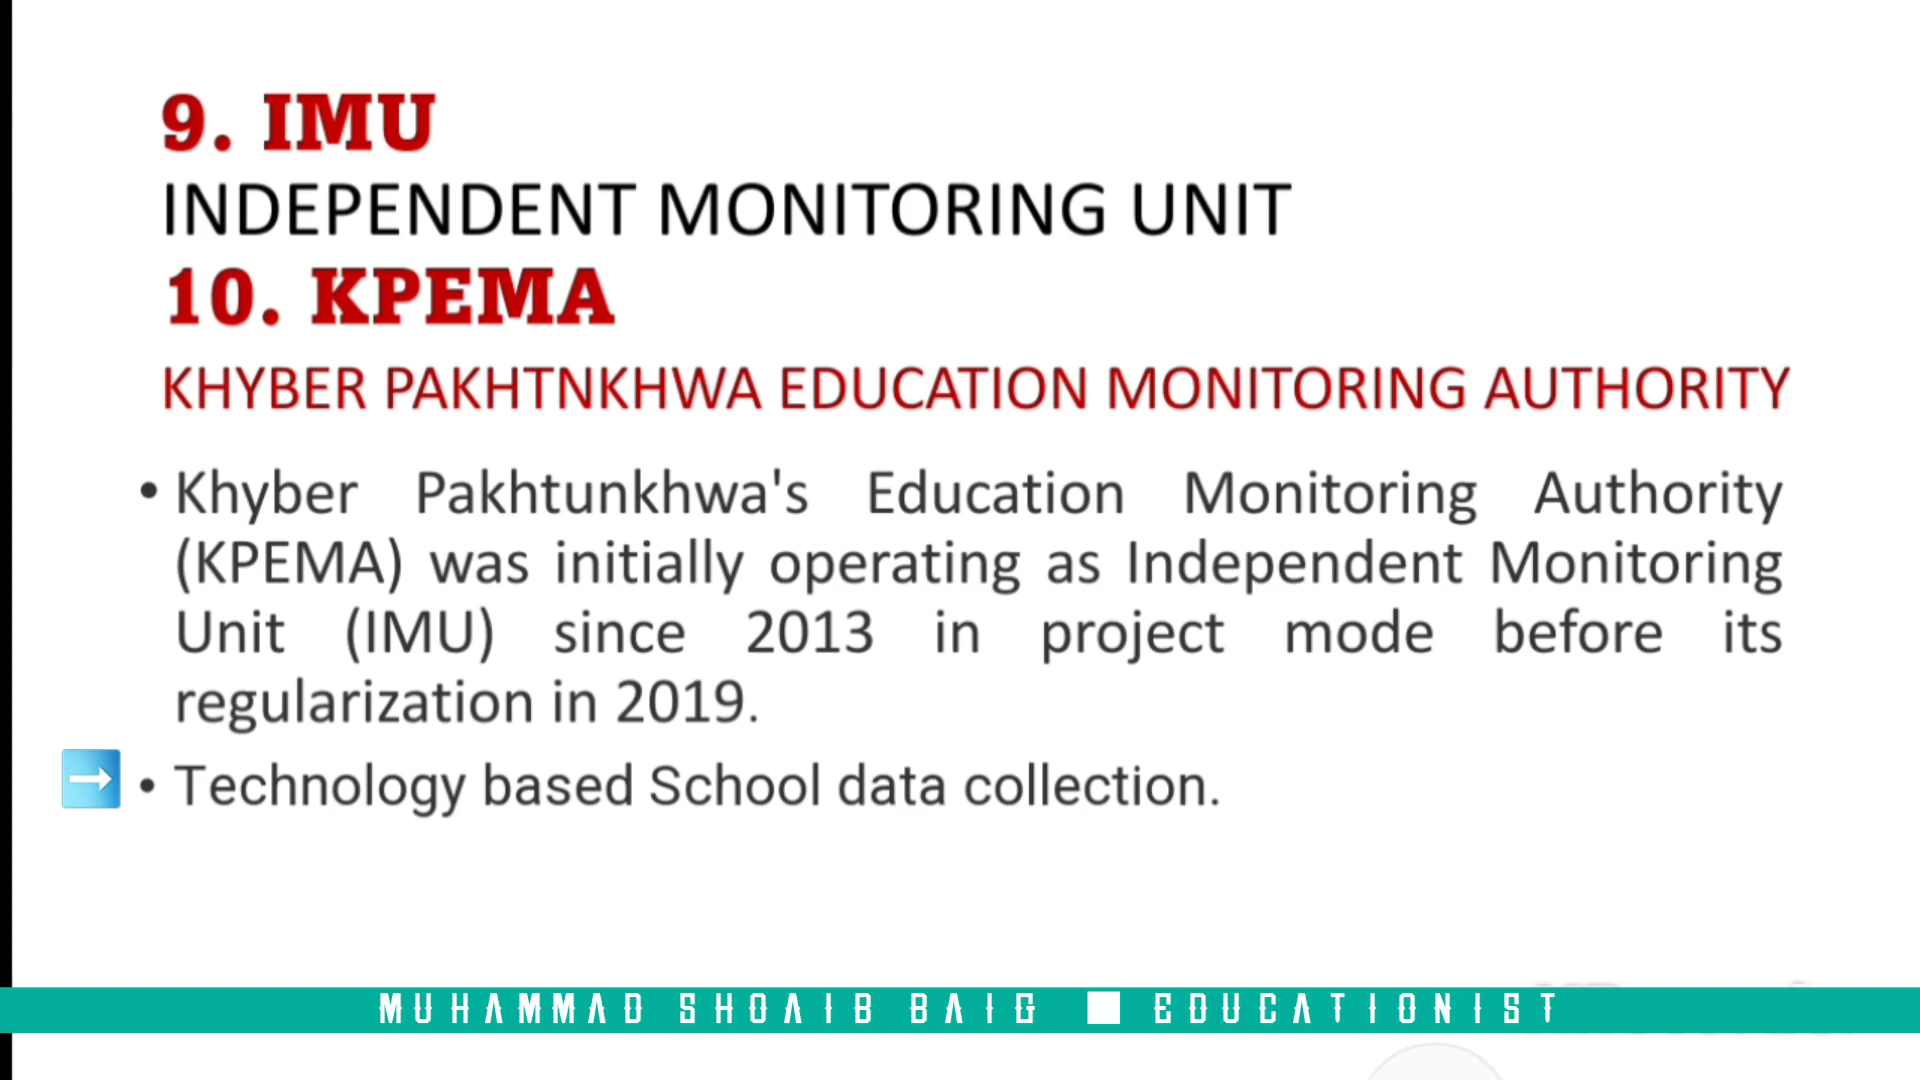 9. IMU
INDEPENDENT MONITORING UNIT
10. KPEMA
KHYBER PAKHTNKHWA EDUCATION MONITORING AUTHORITY
• Khyber Pakhtunkhwa's Education Monitoring Authority
(KPEMA) was initially operating as Independent Monitoring
Unit (IMU) since 2013 in project mode before its
regularization in 2019.
• Technology based School data collection.
MUHAMMAD SHOAIB BAIG ■ EDUCATIONIST